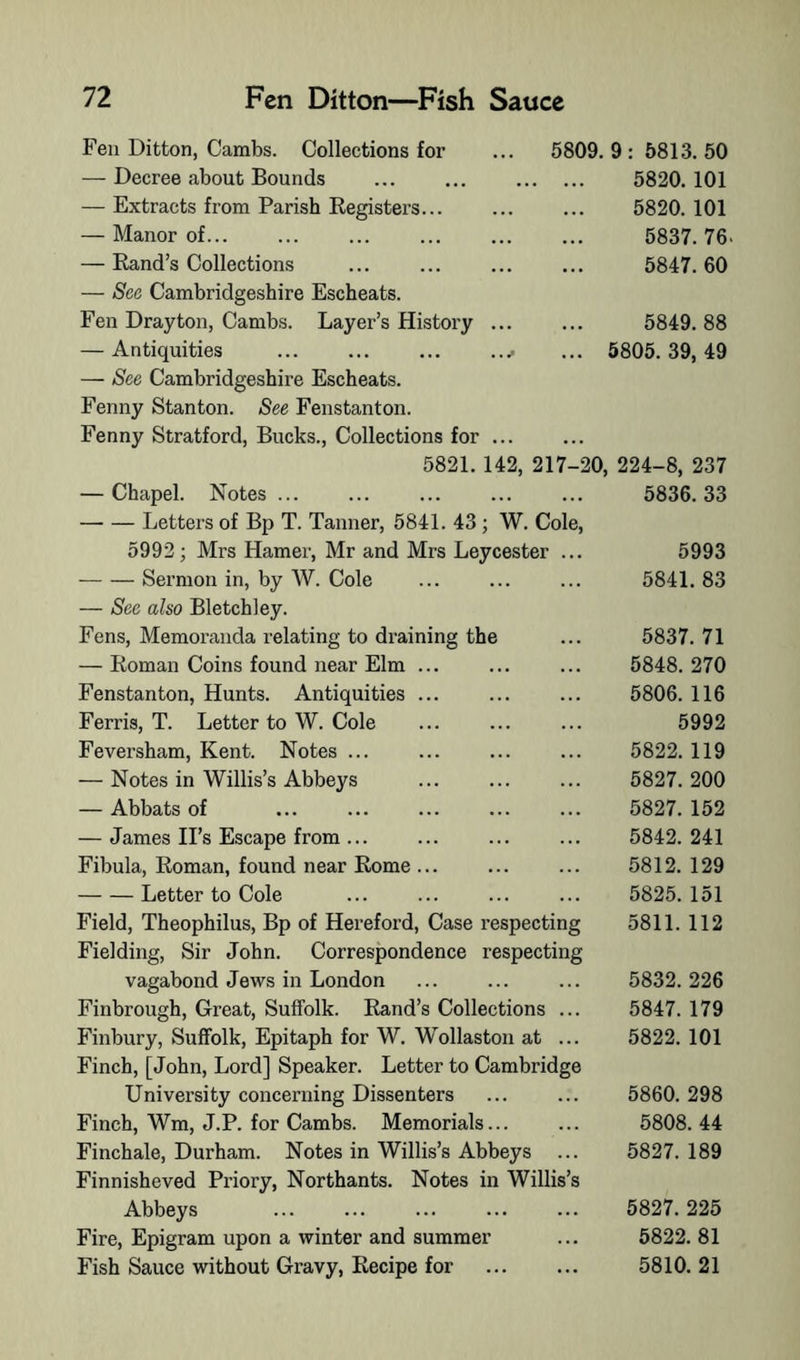 72 Fen Ditton—Fish Sauce
Fen Ditton, Cambs. Collections for ... 5809. 9 : 5813. 50
— Decree about Bounds ... ... ... ... 5820. 101
— Extracts from Parish Registers... ... ... 5820. 101
— Manor of... ... ... ... ... ... 5837. 76.
— Rand's Collections ... ... ... ... 5847. 60
— See Cambridgeshire Escheats.
Fen Drayton, Cambs. Layer's History ... ... 5849. 88
— Antiquities ... ... ... ... ... 5805. 39, 49
— See Cambridgeshire Escheats.
Fenny Stanton. See Fenstanton.
Fenny Stratford, Bucks., Collections for ... ...
5821. 142, 217-20, 224-8, 237
— Chapel. Notes ... ... ... ... ... 5836. 33
— — Letters of Bp T. Tanner, 5841. 43 ; W. Cole,
5992 ; Mrs Hamer, Mr and Mrs Leycester ... 5993
— — Sermon in, by W. Cole ... ... ... 5841. 83
— See also Bletchley.
Fens, Memoranda relating to draining the ... 5837. 71
— Roman Coins found near Elm ... ... ... 5848. 270
Fenstanton, Hunts. Antiquities ... ... ... 5806. 116
Ferris, T. Letter to W. Cole ... ... ... 5992
Feversham, Kent. Notes ... ... ... ... 5822. 119
— Notes in Willis's Abbeys ... ... ... 5827. 200
— Abbats of ... ... ... ... ... 5827. 152
— James II's Escape from ... ... ... ... 5842. 241
Fibula, Roman, found near Rome ... ... ... 5812. 129
— — Letter to Cole ... ... ... ... 5825. 151
Field, Theophilus, Bp of Hereford, Case respecting 5811. 112
Fielding, Sir John. Correspondence respecting
vagabond Jews in London ... ... ... 5832. 226
Finbrough, Great, Suffolk. Rand's Collections ... 5847. 179
Finbury, Suffolk, Epitaph for W. Wollaston at ... 5822. 101
Finch, [John, Lord] Speaker. Letter to Cambridge
University concerning Dissenters ... ... 5860. 298
Finch, Wm, J.P. for Cambs. Memorials... ... 5808. 44
Finchale, Durham. Notes in Willis's Abbeys ... 5827. 189
Finnisheved Priory, Northants. Notes in Willis's
Abbeys ... ... ... ... ... 5827. 225
Fire, Epigram upon a winter and summer ... 5822. 81
Fish Sauce without Gravy, Recipe for ... ... 5810. 21